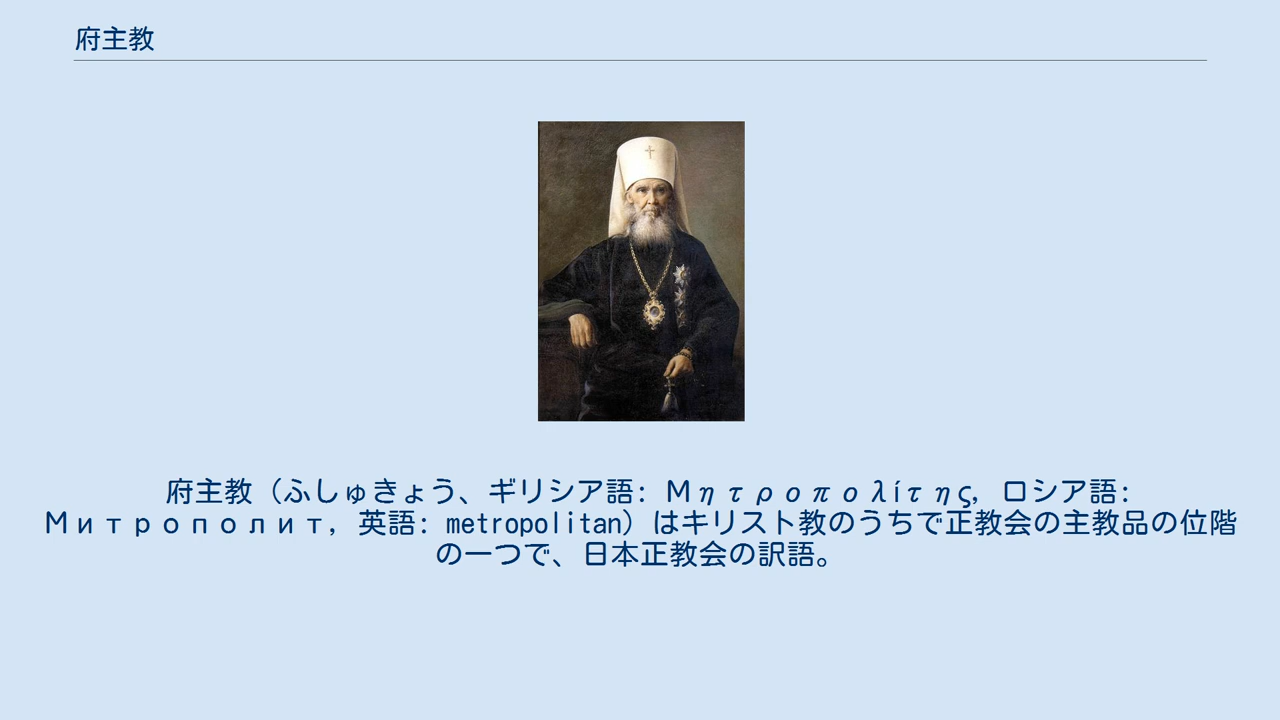 府主教
府主教（ふしゅきょう、ギリシア語: Μητροπολίτης, ロシア語:
Митрополит, 英語: metropolitan）はキリスト教のうちで正教会の主教品の位階
の一つで、日本正教会の訳語。